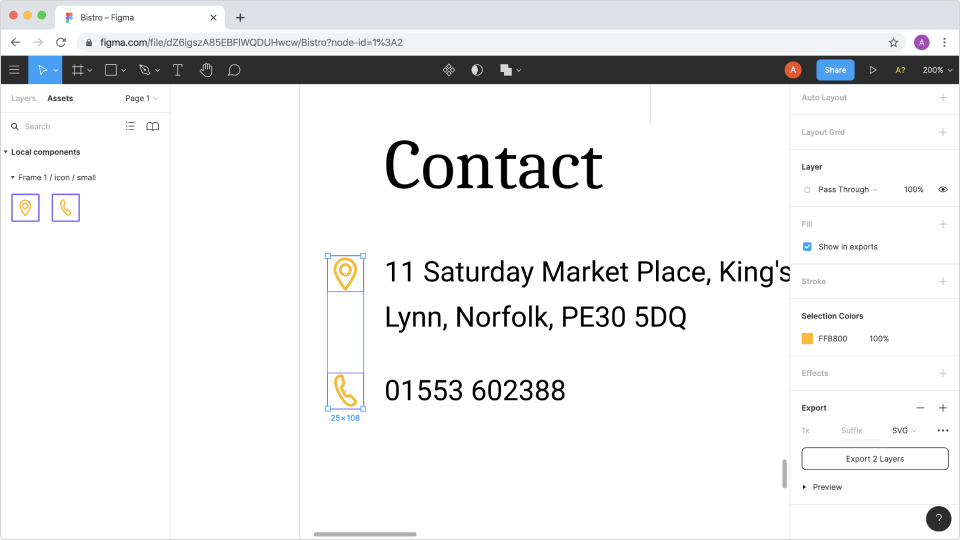 Bistro – Figma
figma.com/file/dZ6igszA85EBFlWQDUHwcw/Bistro?node-id=1%3A2
A
A
Share
A?
200%
Layers
Assets
Page 1
Search
Local components
Frame 1 / icon / small
Contact
11 Saturday Market Place, King's
Lynn, Norfolk, PE30 5DQ
01553 602388
25 × 108
Auto Layout
Layout Grid
Layer
Pass Through
100%
Fill
Show in exports
Stroke
Selection Colors
FFB800
100%
Effects
Export
1x
Suffix
SVG
Export 2 Layers
Preview
?